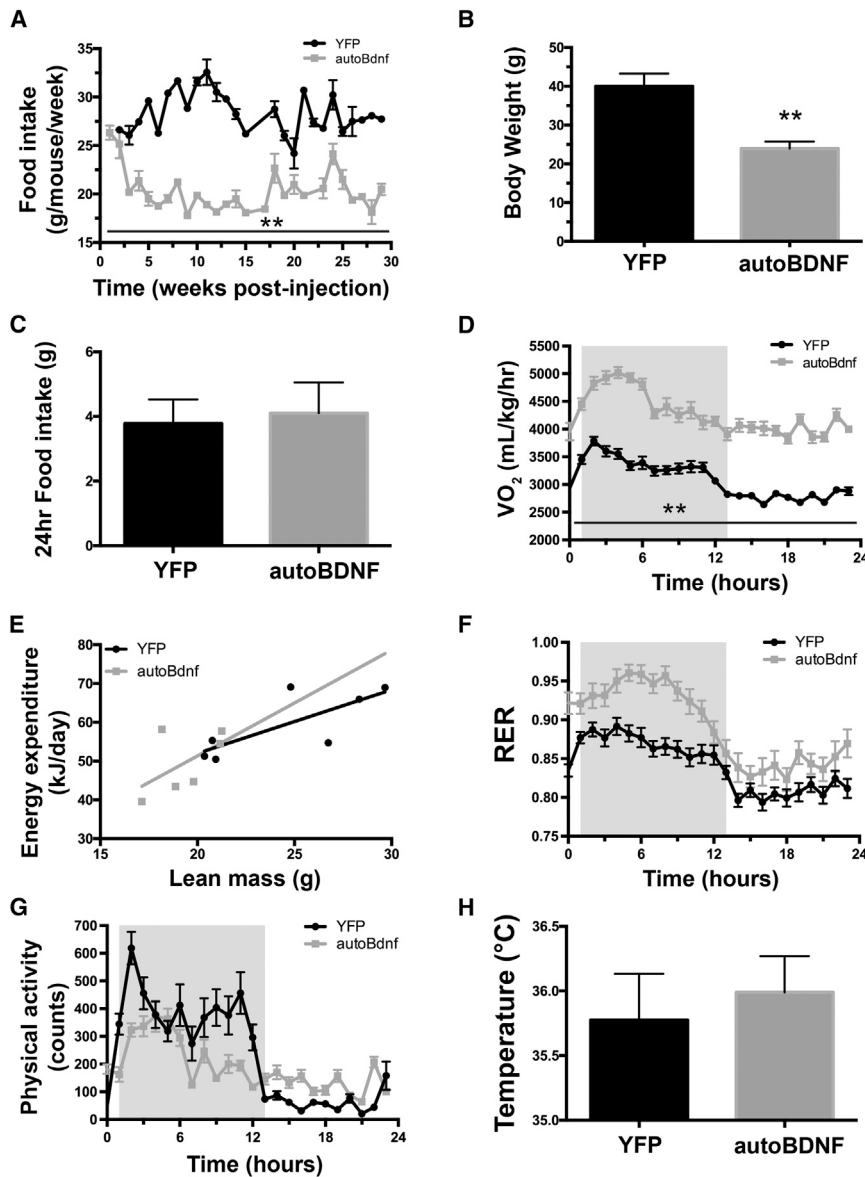 A
YFP
autoBdnf
Food intake
(g/mouse/week)
35
30
25
20
15
**
0 5 10 15 20 25 30
Time (weeks post-injection)
B
Body Weight (g)
50
40
30
20
10
0
**
YFP autoBDNF
C
24hr Food intake (g)
6
4
2
0
YFP autoBDNF
D
YFP
autoBdnf
VO2 (mL/kg/hr)
5500
5000
4500
4000
3500
3000
2500
2000
**
0 6 12 18 24
Time (hours)
E
YFP
autoBdnf
Energy expenditure
(kJ/day)
80
70
60
50
40
30
15 20 25 30
Lean mass (g)
F
YFP
autoBdnf
RER
1.00
0.95
0.90
0.85
0.80
0.75
0 6 12 18 24
Time (hours)
G
YFP
autoBdnf
Physical activity
(counts)
700
600
500
400
300
200
100
0
0 6 12 18 24
Time (hours)
H
Temperature (°C)
36.5
36.0
35.5
35.0
YFP autoBDNF